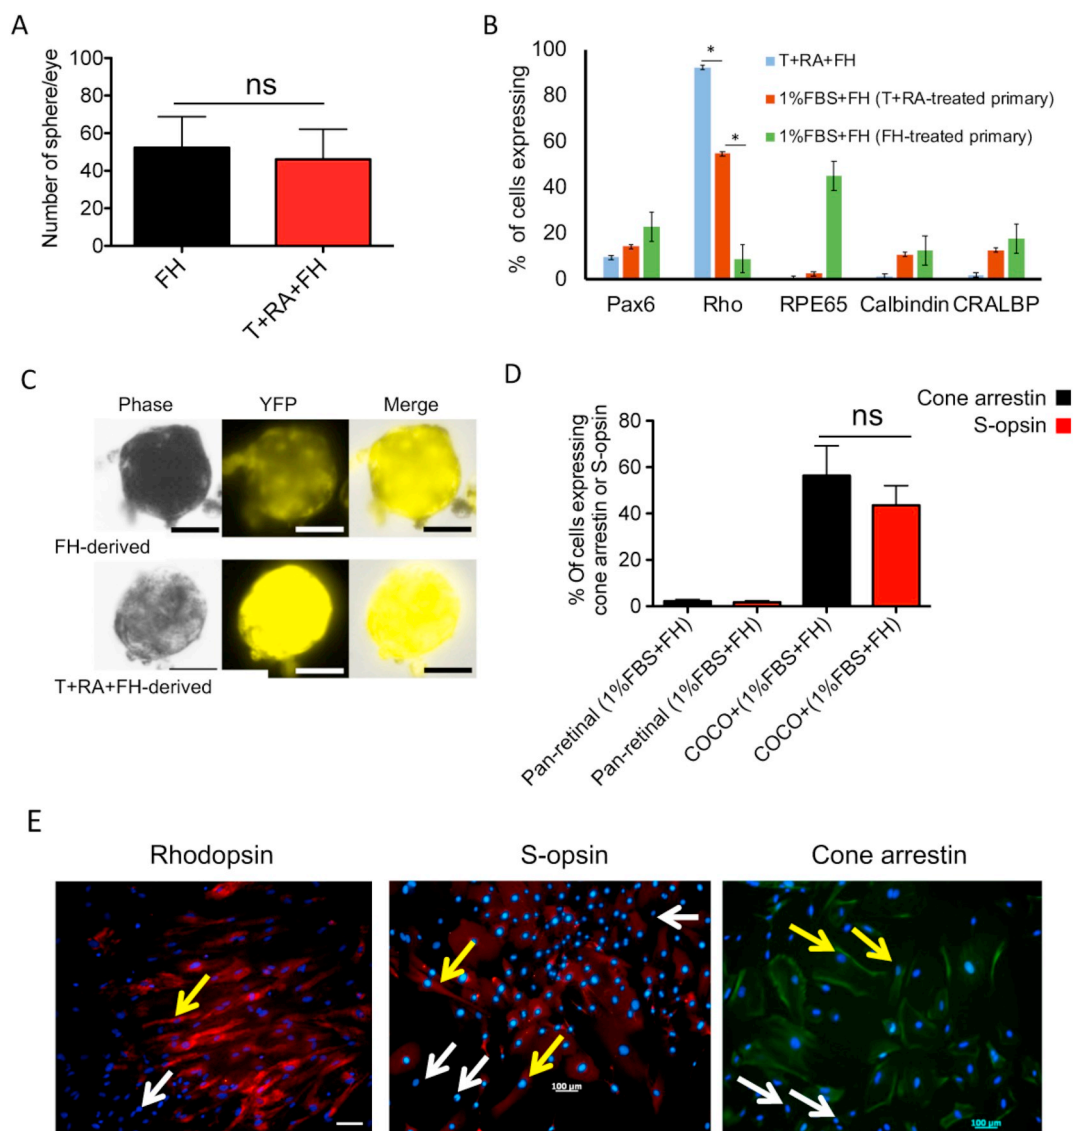 A
Number of sphere/eye
100
80
60
40
20
0
ns
FH
T+RA+FH
B
% of cells expressing
100
80
60
40
20
0
*
*
T+RA+FH
1%FBS+FH (T+RA-treated primary)
1%FBS+FH (FH-treated primary)
Pax6 Rho RPE65 Calbindin CRALBP
C
Phase YFP Merge
FH-derived
T+RA+FH-derived
D
Cone arrestin
S-opsin
% Of cells expressing
cone arrestin or S-opsin
80
60
40
20
0
ns
Pan-retinal (1%FBS+FH)
Pan-retinal (1%FBS+FH)
COCO+(1%FBS+FH)
COCO+(1%FBS+FH)
E
Rhodopsin S-opsin Cone arrestin
100 μm
100 μm